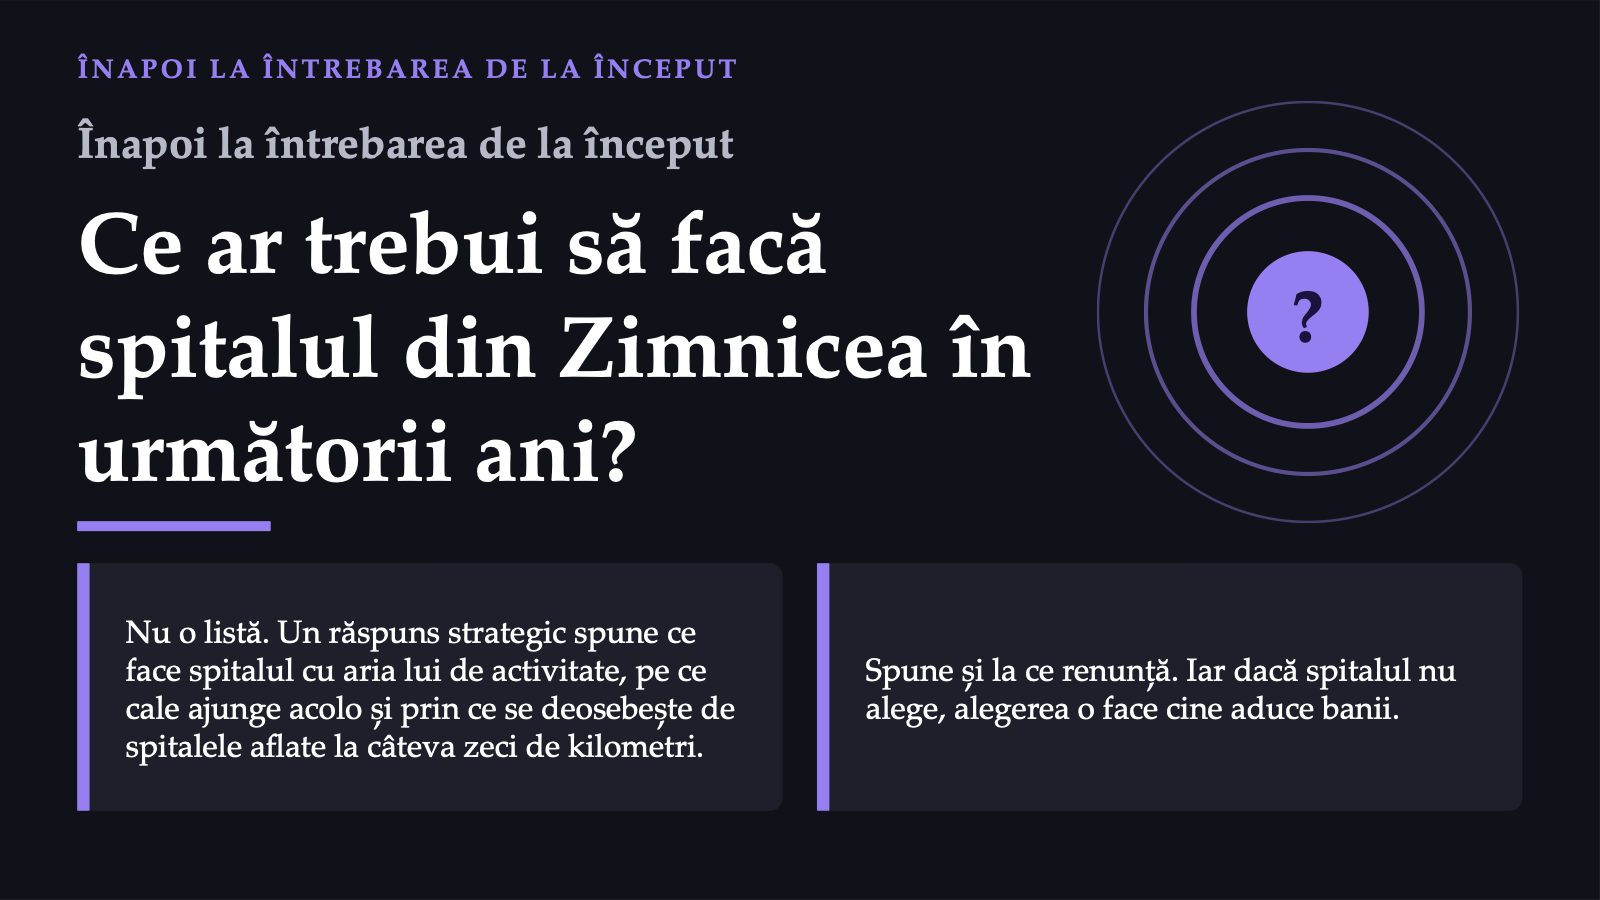 ÎNAPOI LA ÎNTREBAREA DE LA ÎNCEPUT
Înapoi la întrebarea de la început
Ce ar trebui să facă
spitalul din Zimnicea în
următorii ani?
?
Nu o listă. Un răspuns strategic spune ce
face spitalul cu aria lui de activitate, pe ce
cale ajunge acolo și prin ce se deosebește de
spitalele aflate la câteva zeci de kilometri.
Spune și la ce renunță. Iar dacă spitalul nu
alege, alegerea o face cine aduce banii.